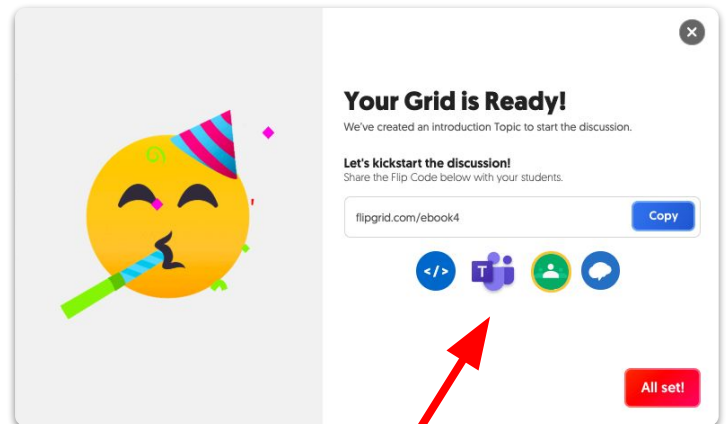 Your Grid is Ready!
We've created an introduction Topic to start the discussion.
Let's kickstart the discussion!
Share the Flip Code below with your students.
flipgrid.com/ebook4
Copy
</>
T
All set!